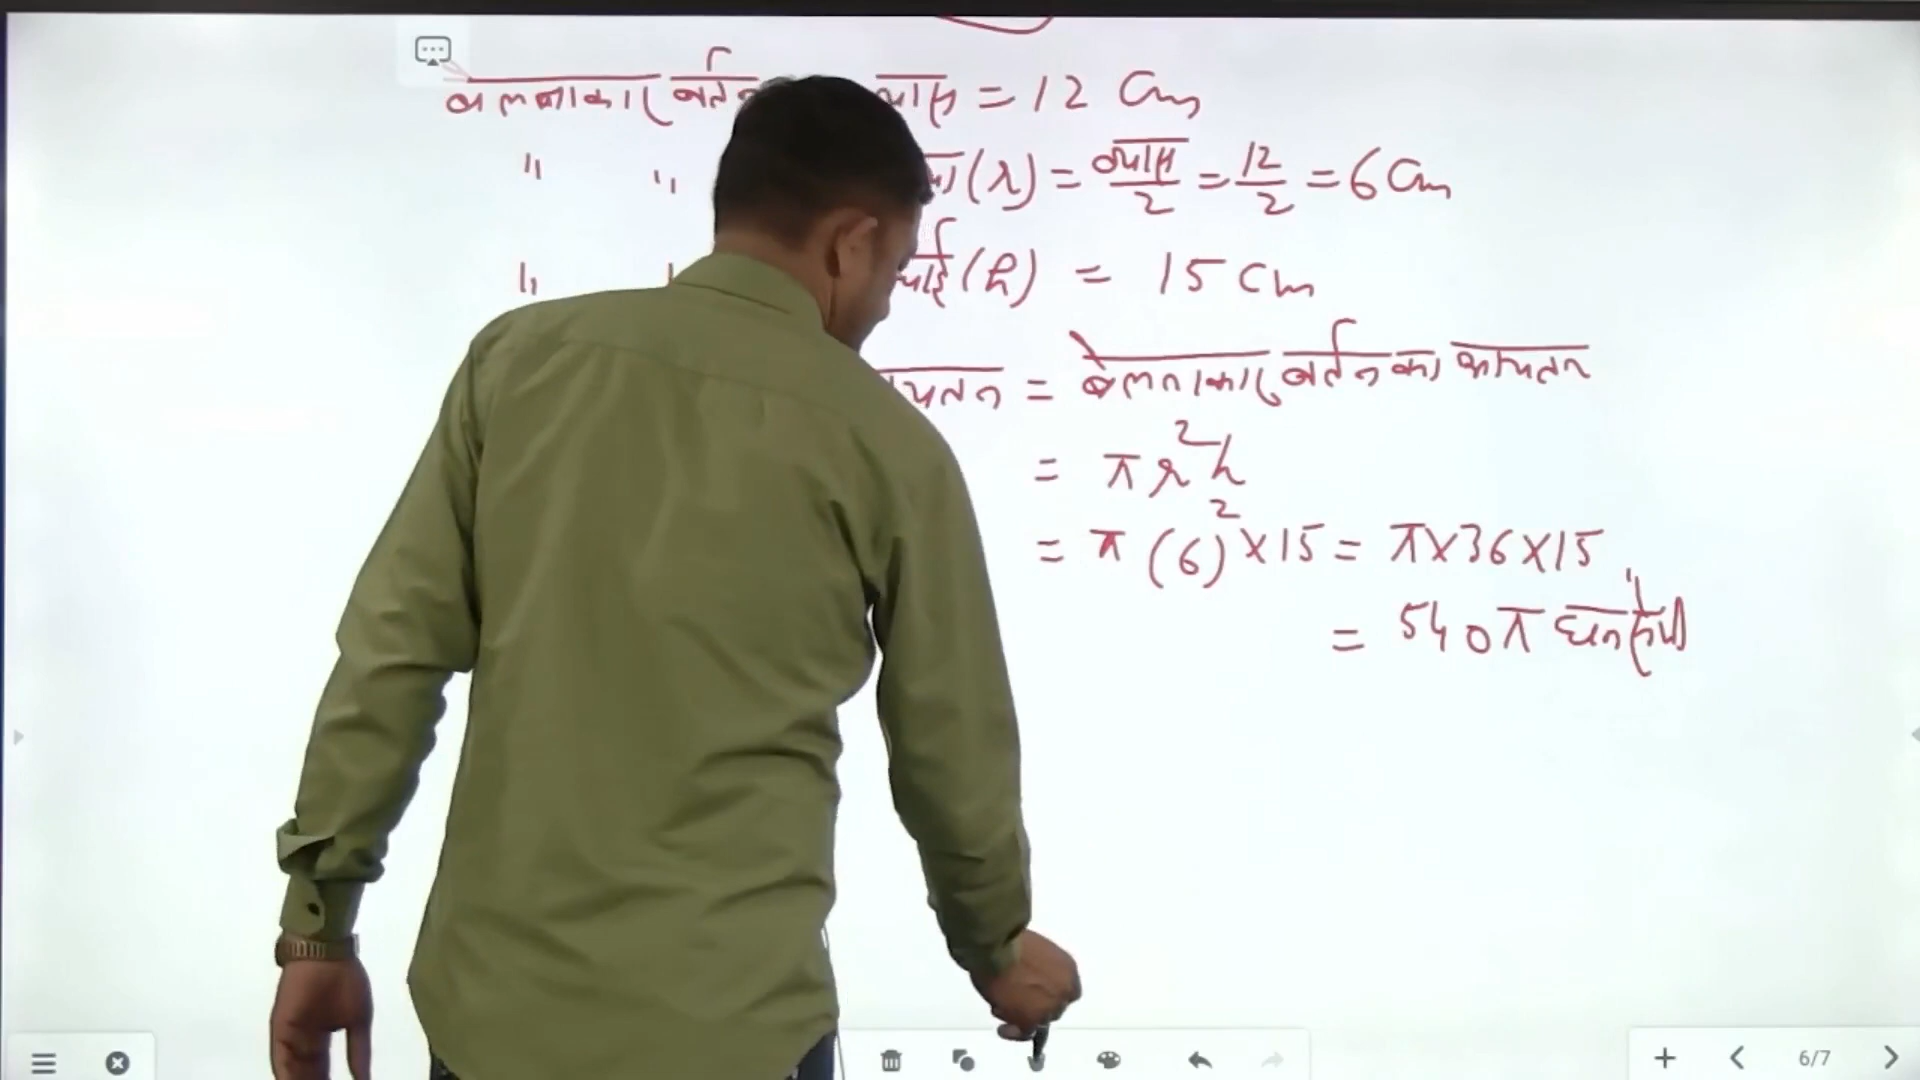 बेलनाकार बर्तन व्यास = 12 Cm
" " (r) = व्यास/2 = 12/2 = 6 Cm
" (h) = 15 cm
= बेलनाकार बर्तन का आयतन
= πr²h
= π (6)² × 15 = π×36×15
= 540π घन सेमी
6/7